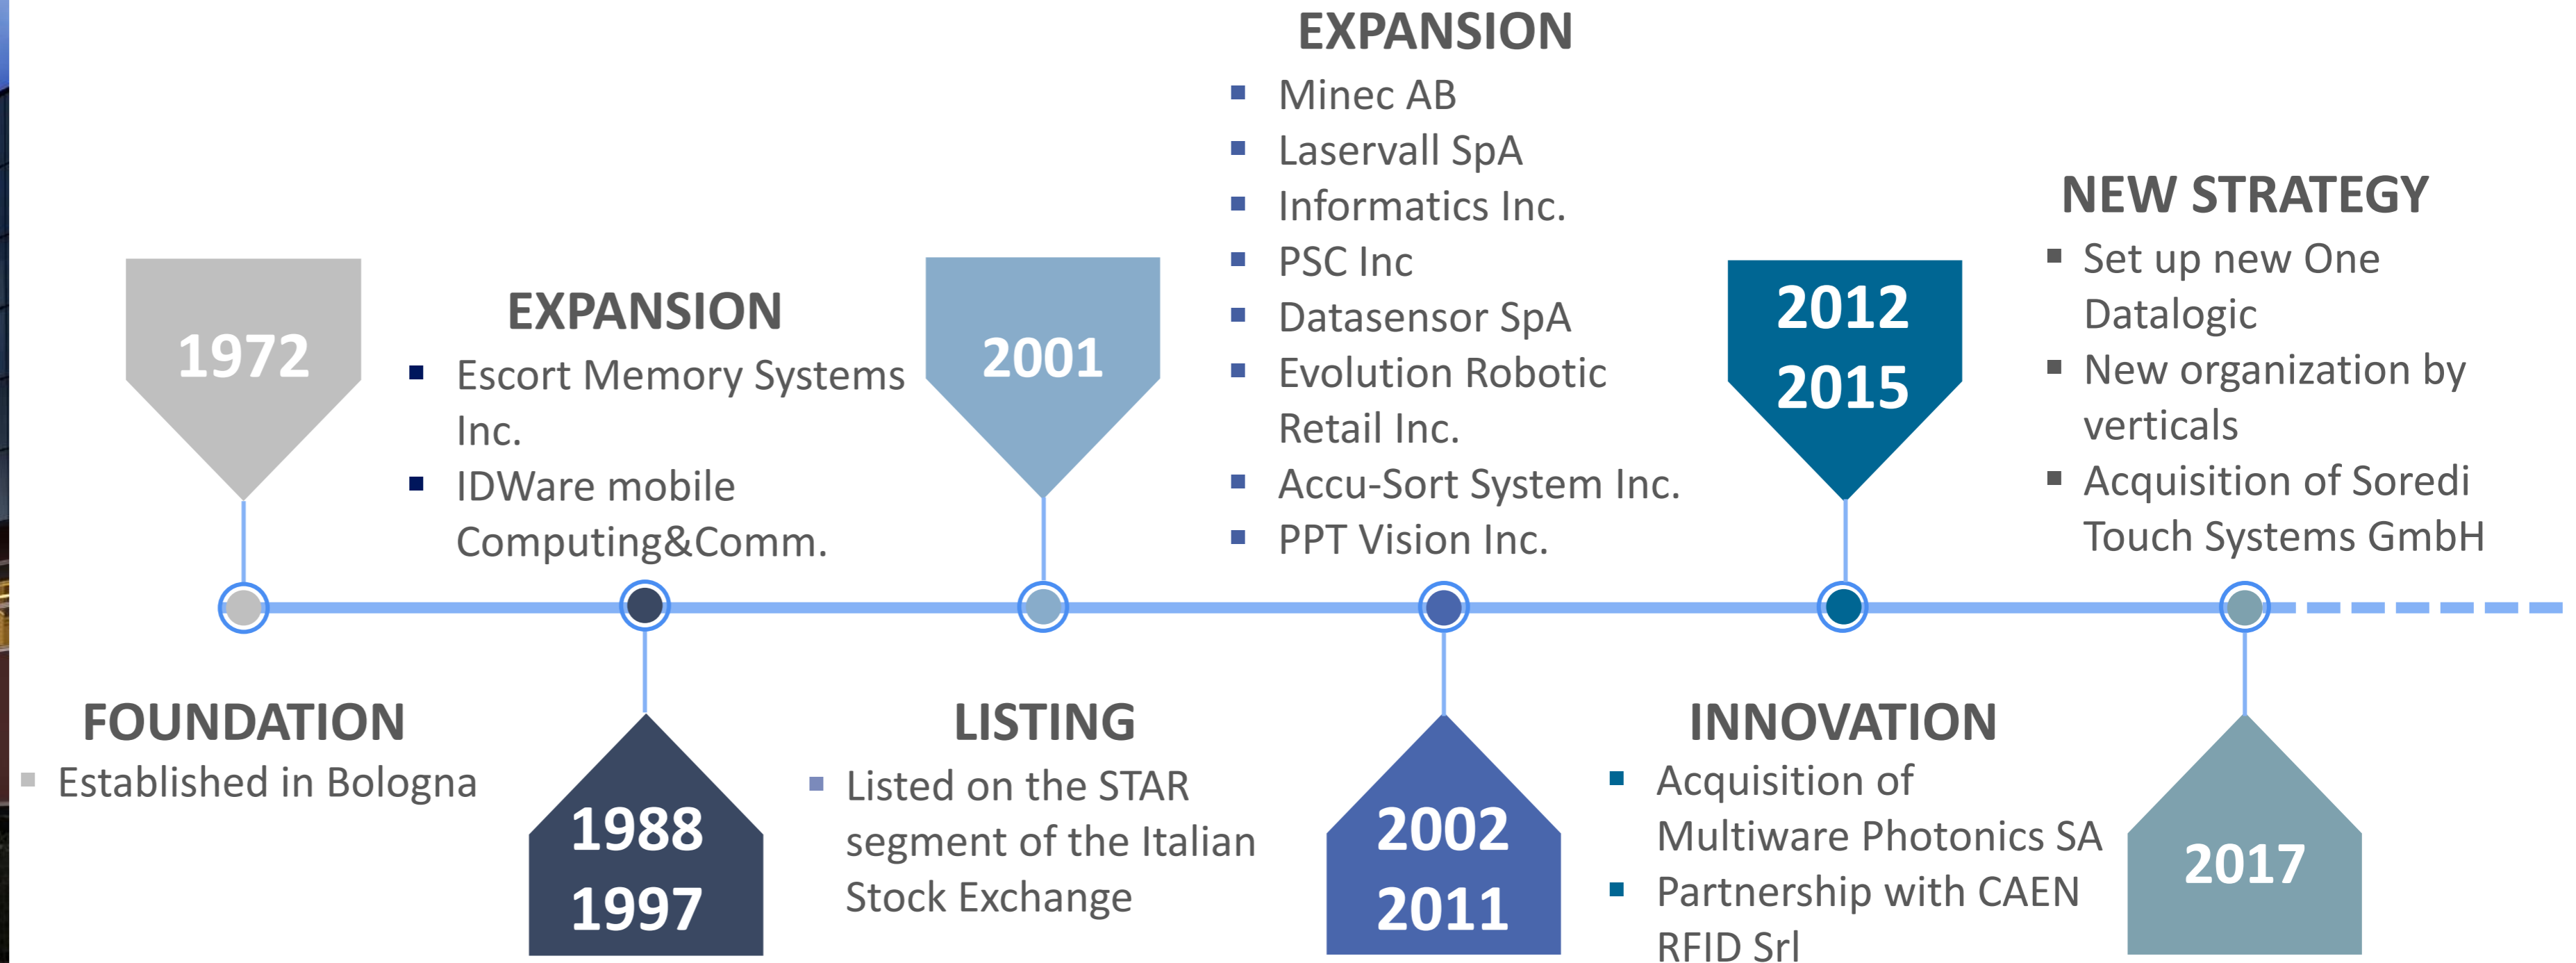 1972
FOUNDATION
Established in Bologna
EXPANSION
Escort Memory Systems
Inc.
IDWare mobile
Computing&Comm.
1988
1997
2001
LISTING
Listed on the STAR
segment of the Italian
Stock Exchange
EXPANSION
Minec AB
Laservall SpA
Informatics Inc.
PSC Inc
Datasensor SpA
Evolution Robotic
Retail Inc.
Accu-Sort System Inc.
PPT Vision Inc.
2002
2011
2012
2015
INNOVATION
Acquisition of
Multiware Photonics SA
Partnership with CAEN
RFID Srl
NEW STRATEGY
Set up new One
Datalogic
New organization by
verticals
Acquisition of Soredi
Touch Systems GmbH
2017